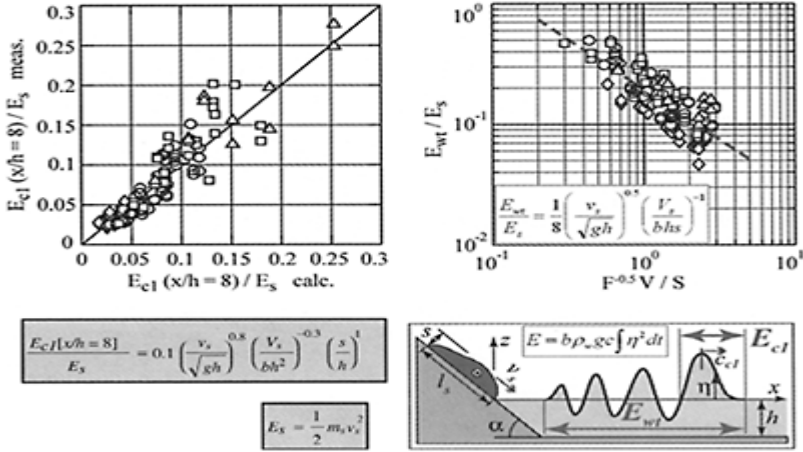 0.3
0.25
0.2
0.15
0.1
0.05
0
0 0.05 0.1 0.15 0.2 0.25 0.3
E_c1 (x/h = 8) / E_s meas.
E_c1 (x/h = 8) / E_s calc.
10^0
10^-1
10^-2
10^-1 10^0 10^1
E_wt / E_s
F^-0.5 V / S
E_wt/E_s = 1/8 (v_s/√gh)^0.5 (V_s/bhs)^-1
E_c1[x/h = 8]/E_s = 0.1 (v_s/√gh)^0.8 (V_s/bh^2)^-0.3 (s/h)^1
E_s = 1/2 m_s v_s^2
E = bρ_w gc∫η^2 dt
s
z
E_c1
c_c1
l_s
η
x
E_wt
h
α